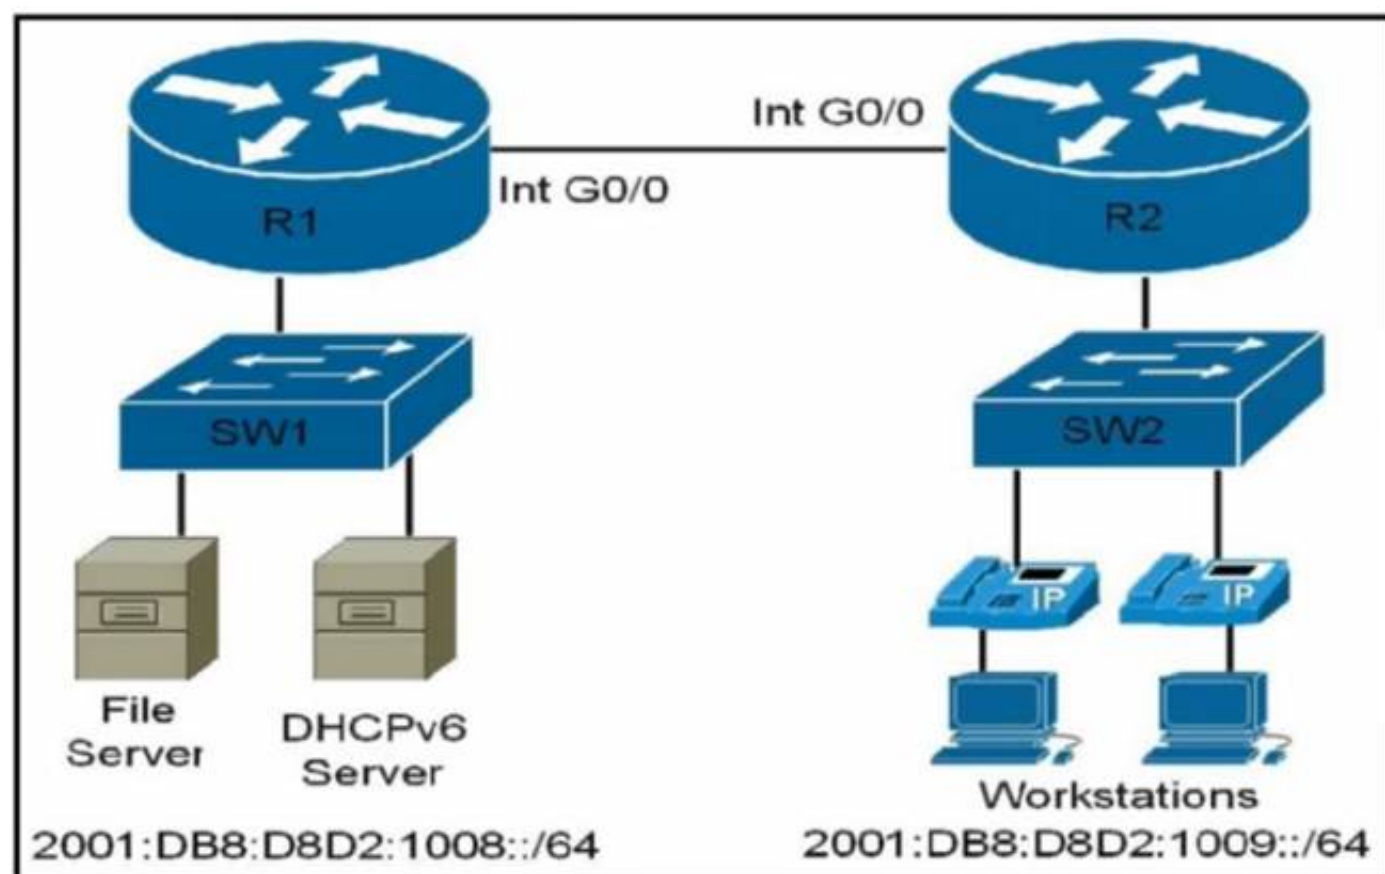 Int G0/0
Int G0/0
R1
R2
SW1
SW2
IP
IP
File
Server
DHCPv6
Server
Workstations
2001:DB8:D8D2:1008::/64
2001:DB8:D8D2:1009::/64